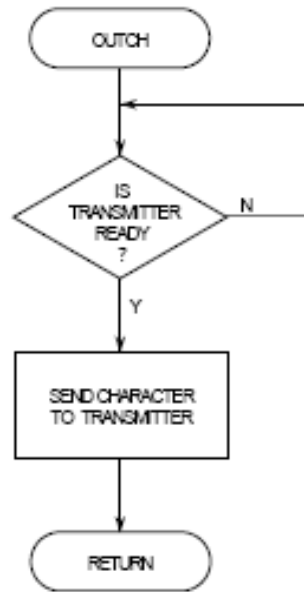 OUTCH
IS
TRANSMITTER
READY
?
N
Y
SEND CHARACTER
TO TRANSMITTER
RETURN